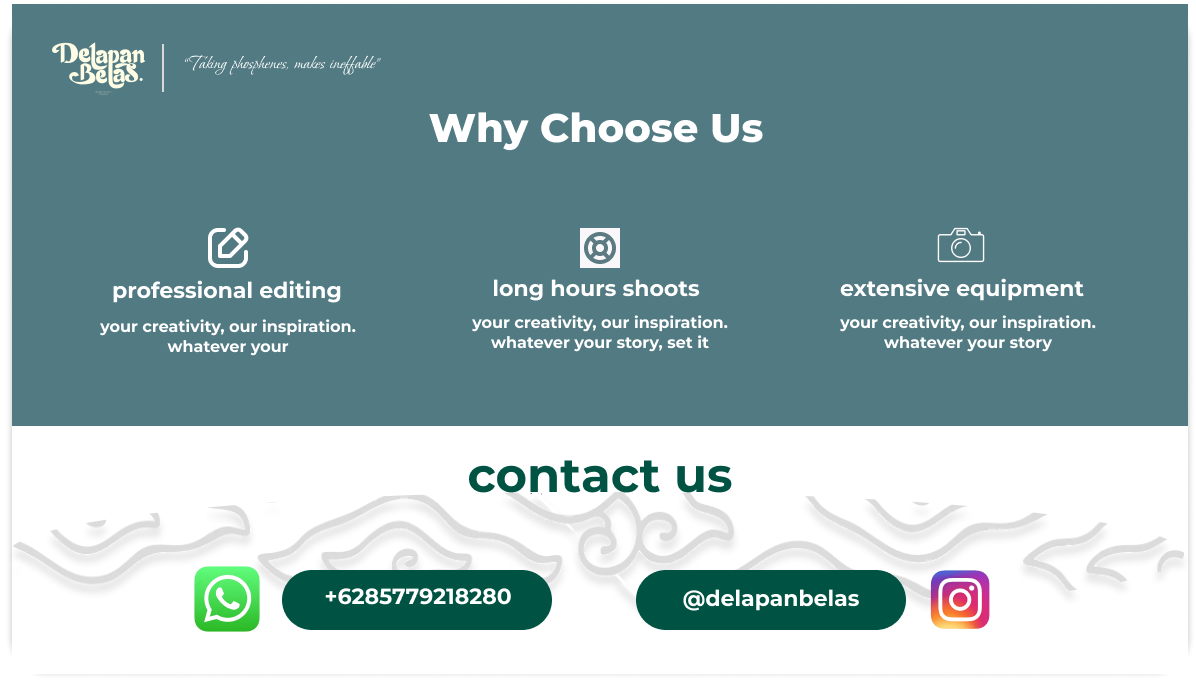 Delapan
Belas.
"Taking phosphenes, makes ineffable"
Why Choose Us
professional editing
your creativity, our inspiration.
whatever your
long hours shoots
your creativity, our inspiration.
whatever your story, set it
extensive equipment
your creativity, our inspiration.
whatever your story
contact us
+6285779218280
@delapanbelas